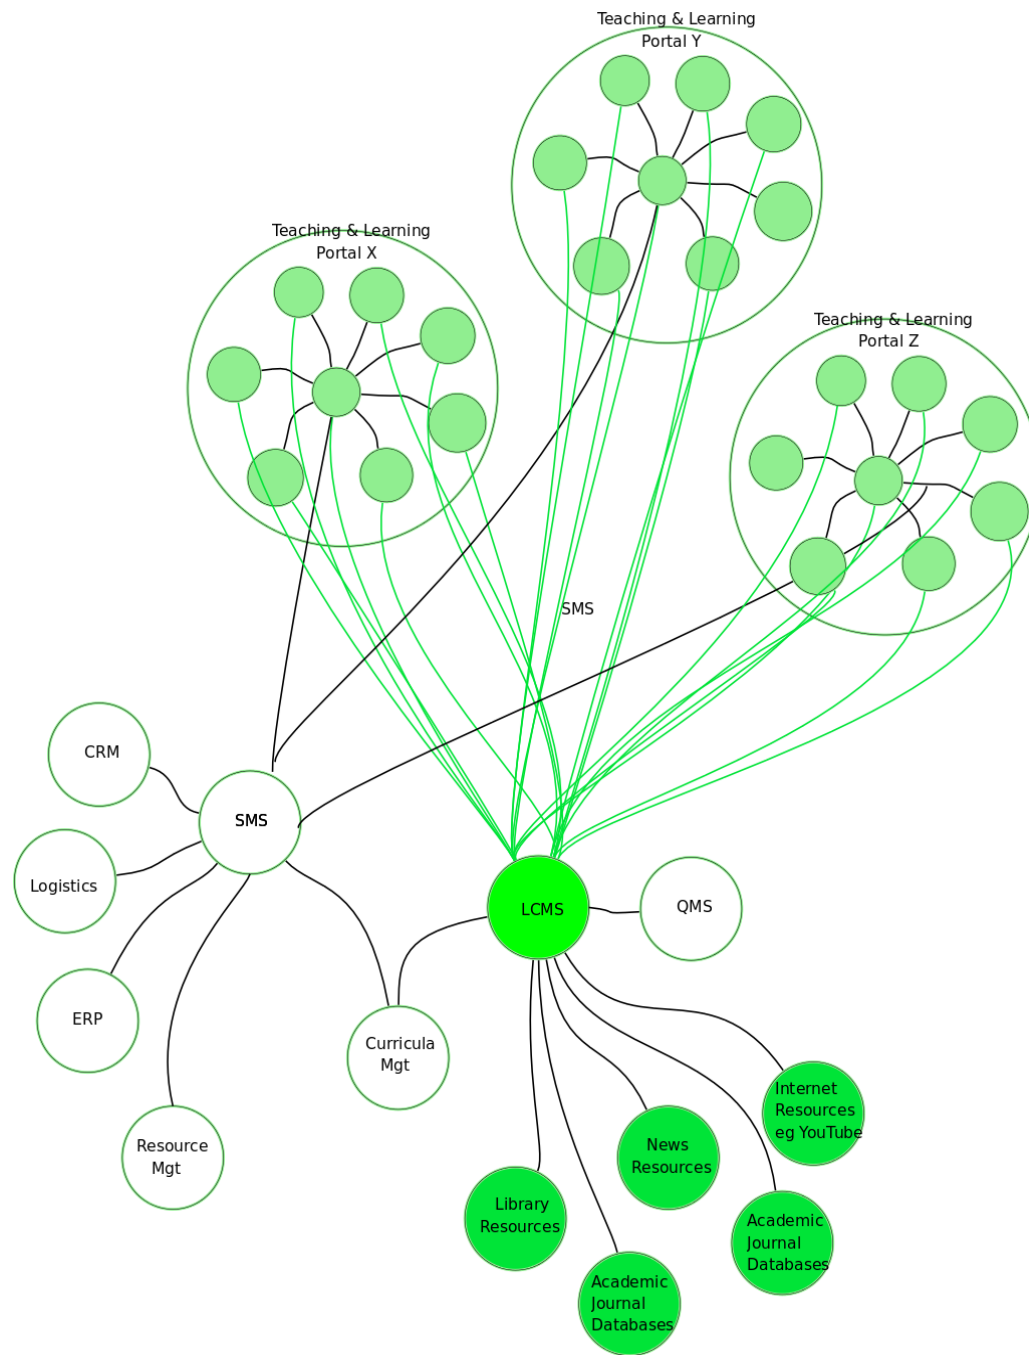 Teaching & Learning
Portal Y
Teaching & Learning
Portal X
Teaching & Learning
Portal Z
SMS
CRM
SMS
Logistics
LCMS
QMS
ERP
Curricula
Mgt
Internet
Resources
eg YouTube
Resource
Mgt
News
Resources
Library
Resources
Academic
Journal
Databases
Academic
Journal
Databases